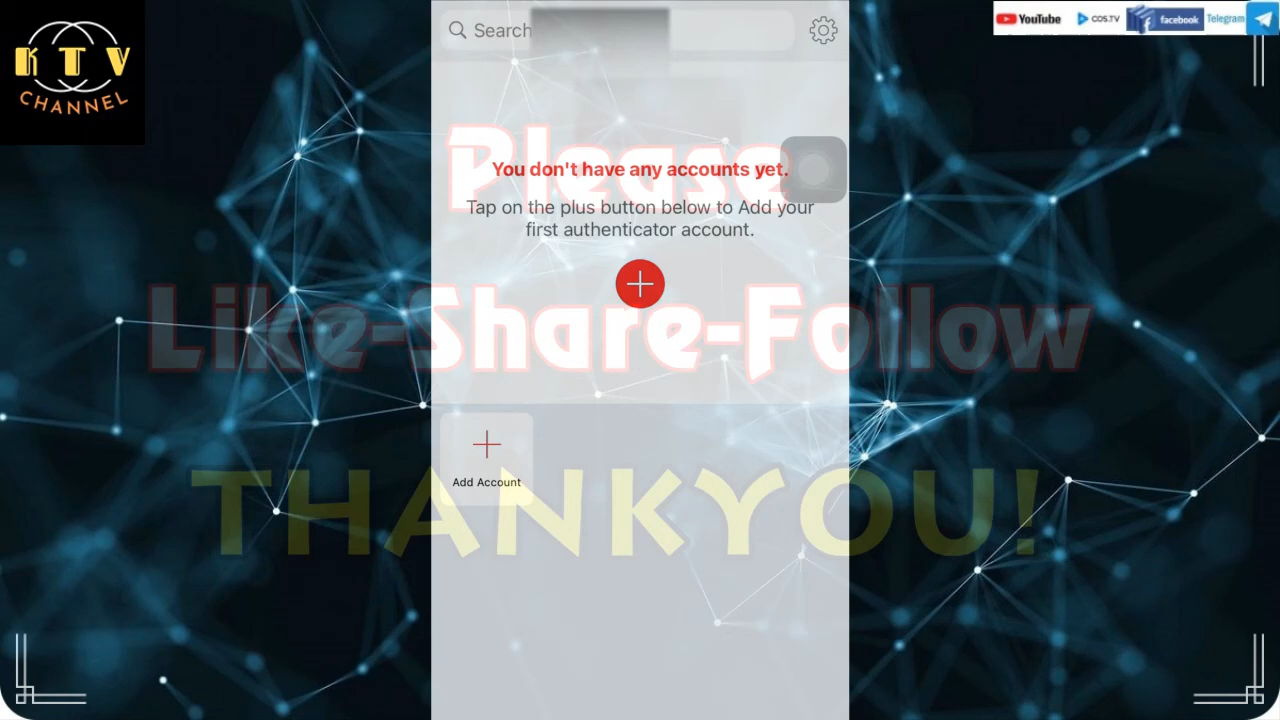 KTV
CHANNEL
YouTube
COS.TV
facebook
Telegram
Search
Please
You don't have any accounts yet.
Tap on the plus button below to Add your
first authenticator account.
Like-Share-Follow
Add Account
THANKYOU!